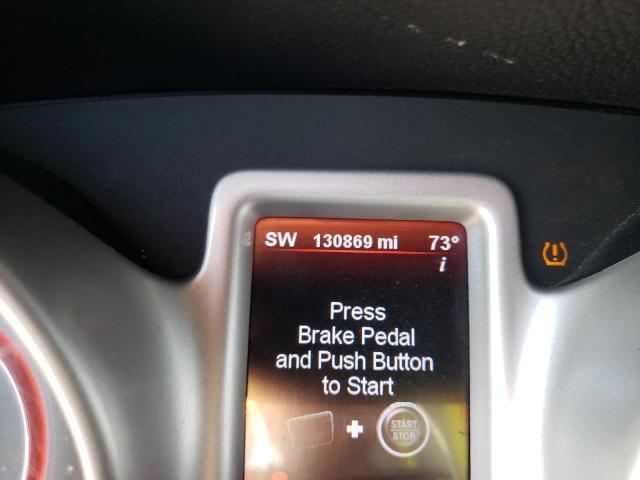 SW 130869 mi 73°
i
Press
Brake Pedal
and Push Button
to Start
START
STOP